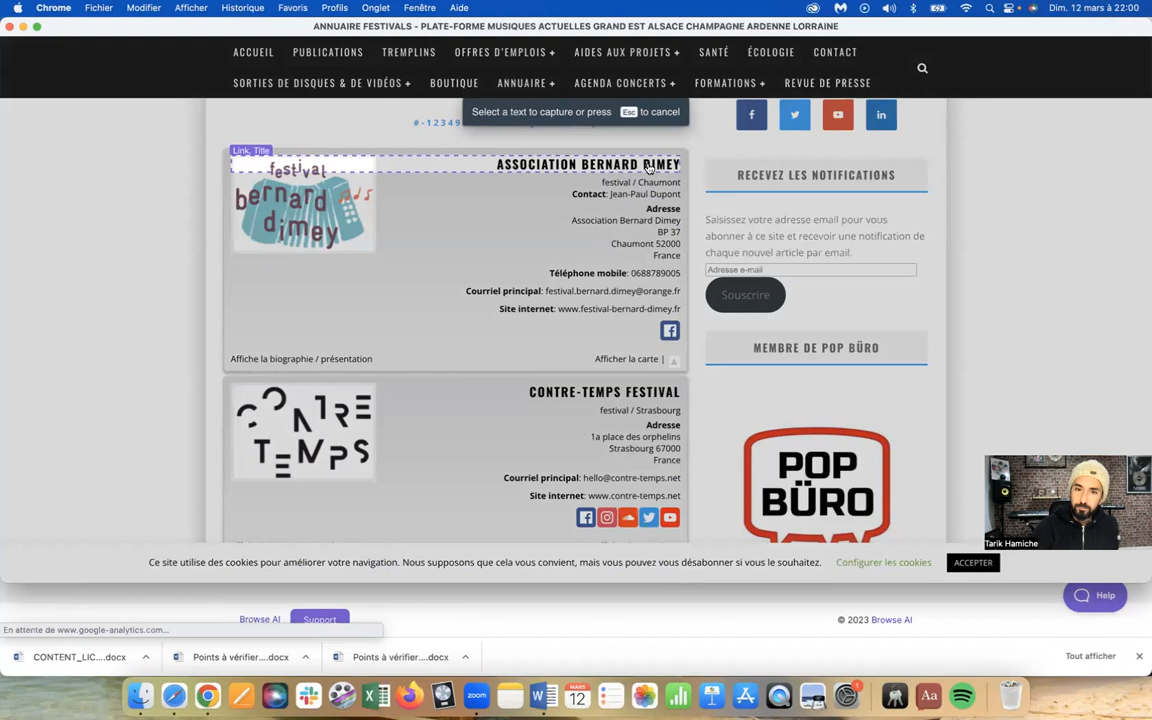 Chrome Fichier Modifier Afficher Historique Favoris Profils Onglet Fenêtre Aide Dim. 12 mars à 22:00
ANNUAIRE FESTIVALS - PLATE-FORME MUSIQUES ACTUELLES GRAND EST ALSACE CHAMPAGNE ARDENNE LORRAINE
ACCUEIL PUBLICATIONS TREMPLINS OFFRES D'EMPLOIS + AIDES AUX PROJETS + SANTÉ ÉCOLOGIE CONTACT
SORTIES DE DISQUES & DE VIDÉOS + BOUTIQUE ANNUAIRE + AGENDA CONCERTS + FORMATIONS + REVUE DE PRESSE
Select a text to capture or press Esc to cancel
# - 1 2 3 4 9
Link, Title
ASSOCIATION BERNARD DIMEY
festival
bernard
dimey
festival / Chaumont
Contact: Jean-Paul Dupont
Adresse
Association Bernard Dimey
BP 37
Chaumont 52000
France
Téléphone mobile: 0688789005
Courriel principal: festival.bernard.dimey@orange.fr
Site internet: www.festival-bernard-dimey.fr
Affiche la biographie / présentation
Afficher la carte |
CONTRE TEMPS
CONTRE-TEMPS FESTIVAL
festival / Strasbourg
Adresse
1a place des orphelins
Strasbourg 67000
France
Courriel principal: hello@contre-temps.net
Site internet: www.contre-temps.net
RECEVEZ LES NOTIFICATIONS
Saisissez votre adresse email pour vous
abonner à ce site et recevoir une notification de
chaque nouvel article par email.
Adresse e-mail
Souscrire
MEMBRE DE POP BÜRO
POP
BÜRO
Tarik Hamiche
Ce site utilise des cookies pour améliorer votre navigation. Nous supposons que cela vous convient, mais vous pouvez vous désabonner si vous le souhaitez. Configurer les cookies ACCEPTER
Help
Browse AI Support © 2023 Browse AI
En attente de www.google-analytics.com...
CONTENT_LIC....docx Points à vérifier....docx Points à vérifier....docx Tout afficher
zoom
W
MARS
12
Aa